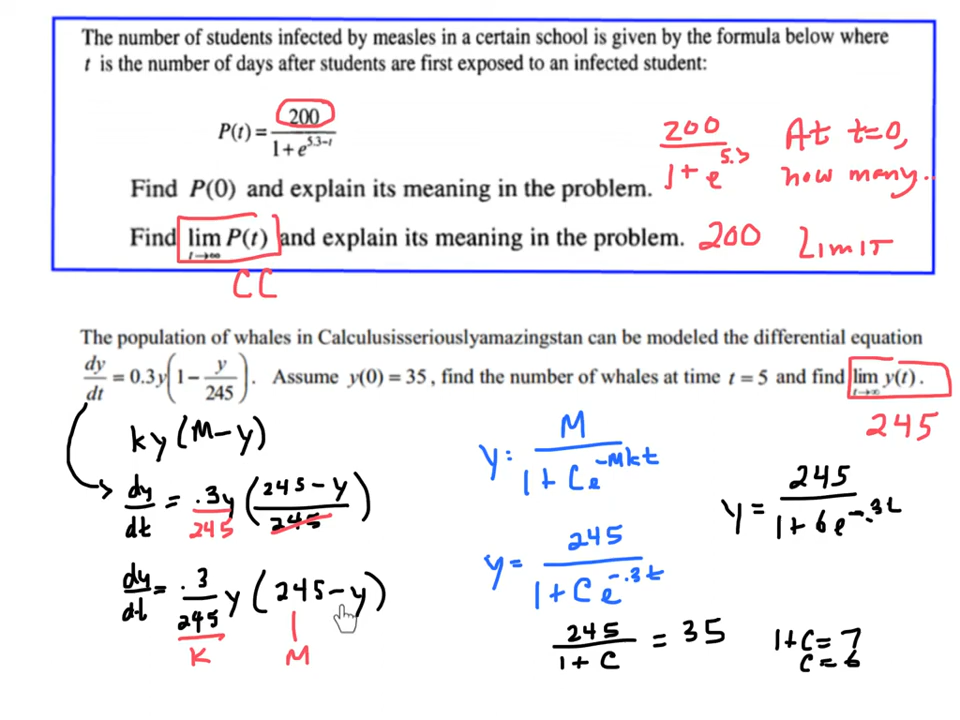 The number of students infected by measles in a certain school is given by the formula below where
t is the number of days after students are first exposed to an infected student:
P(t) = 200 / (1 + e^(5.3-t))
200 / (1 + e^5.3)
At t=0,
how many.
Find P(0) and explain its meaning in the problem.
Find lim t→∞ P(t) and explain its meaning in the problem.
200 LIMIT
CC
The population of whales in Calculusisseriouslyamazingstan can be modeled the differential equation
dy/dt = 0.3y(1 - y/245). Assume y(0) = 35, find the number of whales at time t = 5 and find lim t→∞ y(t).
245
ky(M-y)
dy/dt = .3y/245 (245-y / 245)
dy/dt = .3/245 y (245-y)
K M
y = M / (1 + Ce^(-Mkt))
y = 245 / (1 + Ce^(-.3t))
245 / (1 + C) = 35
1+C = 7
C = 6
y = 245 / (1 + 6e^(-.3t))